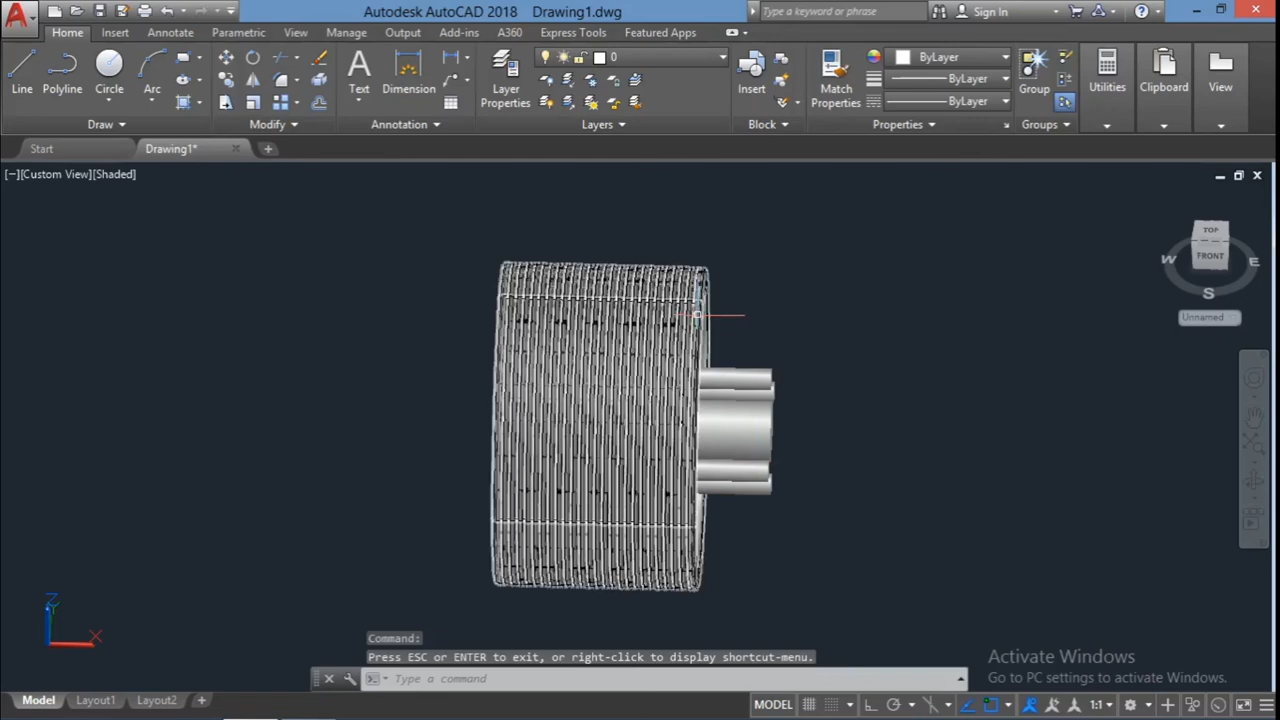 Autodesk AutoCAD 2018 Drawing1.dwg
Type a keyword or phrase
Sign In
Home Insert Annotate Parametric View Manage Output Add-ins A360 Express Tools Featured Apps
Line Polyline Circle Arc
Text Dimension
Layer Properties
0
Insert
Match Properties
ByLayer
ByLayer
ByLayer
Group
Utilities
Clipboard
View
Draw Modify Annotation Layers Block Properties Groups
Start Drawing1*
[−][Custom View][Shaded]
TOP
FRONT
W E
S
Unnamed
Z
X
Command:
Press ESC or ENTER to exit, or right-click to display shortcut-menu.
Type a command
Activate Windows
Go to PC settings to activate Windows.
Model Layout1 Layout2
MODEL 1:1